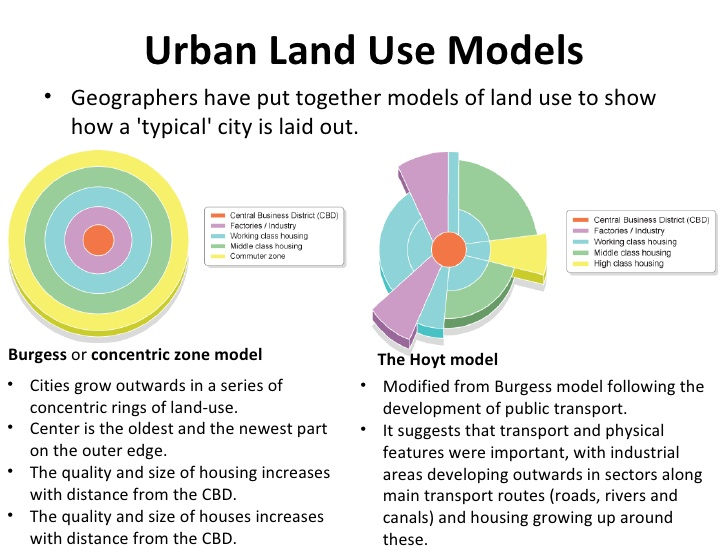 Urban Land Use Models
• Geographers have put together models of land use to show
how a 'typical' city is laid out.
Central Business District (CBD)
Factories / Industry
Working class housing
Middle class housing
Commuter zone
Central Business District (CBD)
Factories / Industry
Working class housing
Middle class housing
High class housing
Burgess or concentric zone model
• Cities grow outwards in a series of
concentric rings of land-use.
• Center is the oldest and the newest part
on the outer edge.
• The quality and size of housing increases
with distance from the CBD.
• The quality and size of houses increases
with distance from the CBD.
The Hoyt model
• Modified from Burgess model following the
development of public transport.
• It suggests that transport and physical
features were important, with industrial
areas developing outwards in sectors along
main transport routes (roads, rivers and
canals) and housing growing up around
these.